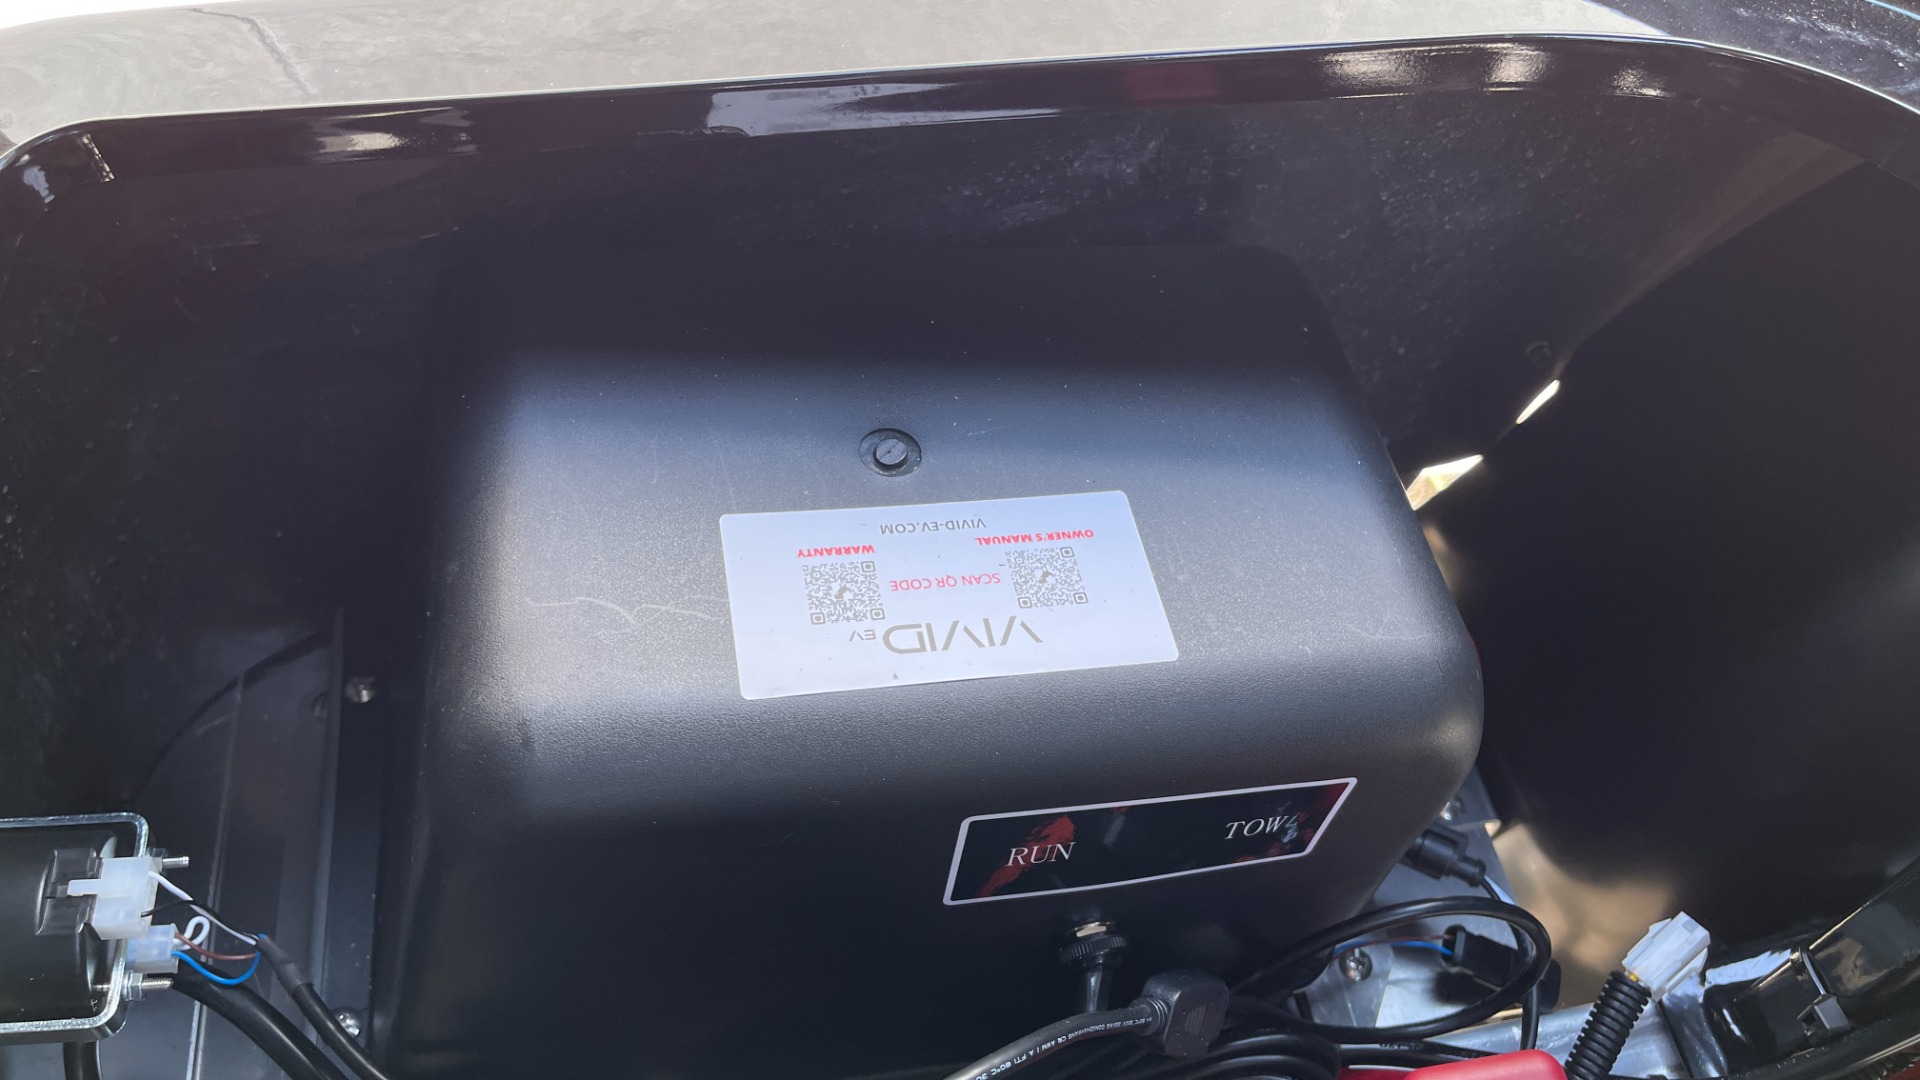 VIVID EV
SCAN QR CODE
OWNER'S MANUAL
WARRANTY
VIVID-EV.COM
RUN
TOW